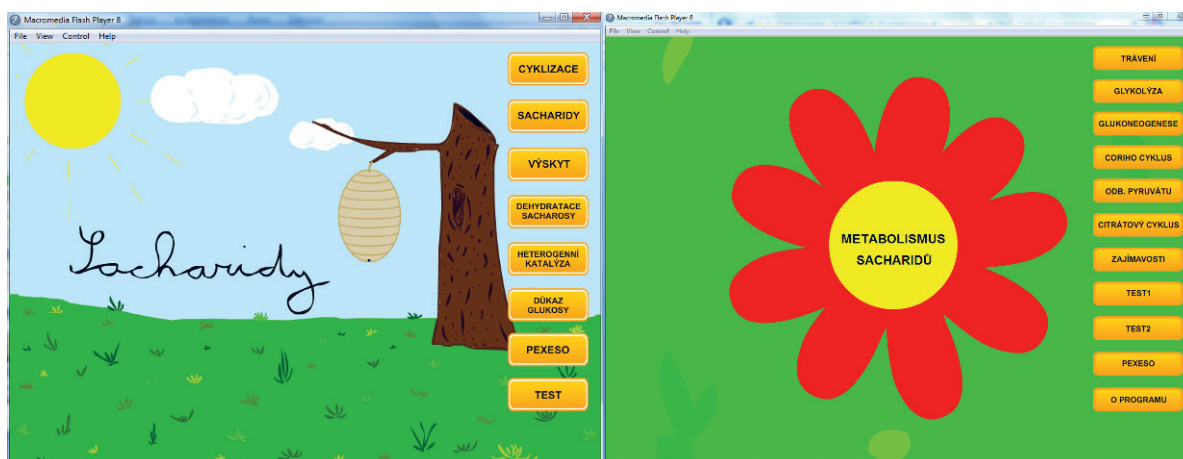 Macromedia Flash Player 8
File View Control Help
CYKLIZACE
SACHARIDY
VÝSKYT
DEHYDRATACE
SACHAROSY
HETEROGENNÍ
KATALÝZA
DŮKAZ
GLUKOSY
PEXESO
TEST
Sacharidy
Macromedia Flash Player 8
File View Control Help
METABOLISMUS
SACHARIDŮ
TRÁVENÍ
GLYKOLÝZA
GLUKONEOGENESE
CORIHO CYKLUS
ODB. PYRUVÁTU
CITRÁTOVÝ CYKLUS
ZAJÍMAVOSTI
TEST1
TEST2
PEXESO
O PROGRAMU